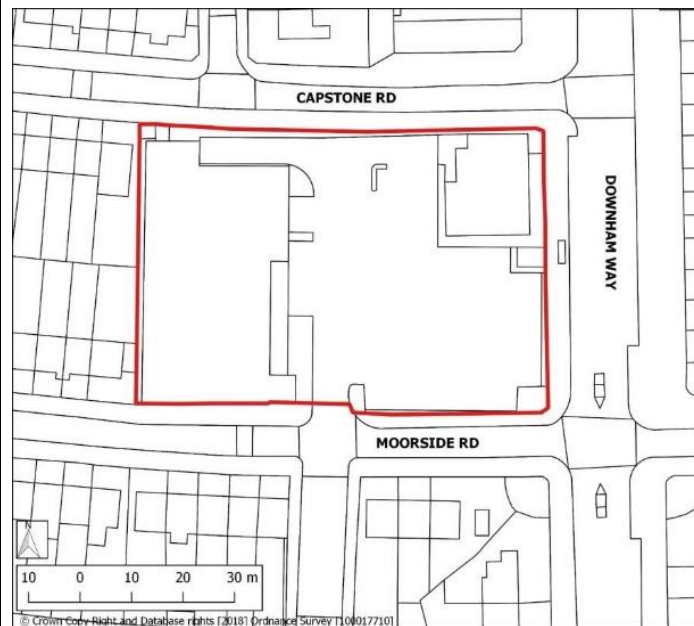 CAPSTONE RD
DOWNHAM WAY
MOORSIDE RD
N
10 0 10 20 30 m
© Crown Copy Right and Database rights [2018] Ordnance Survey [100017710]